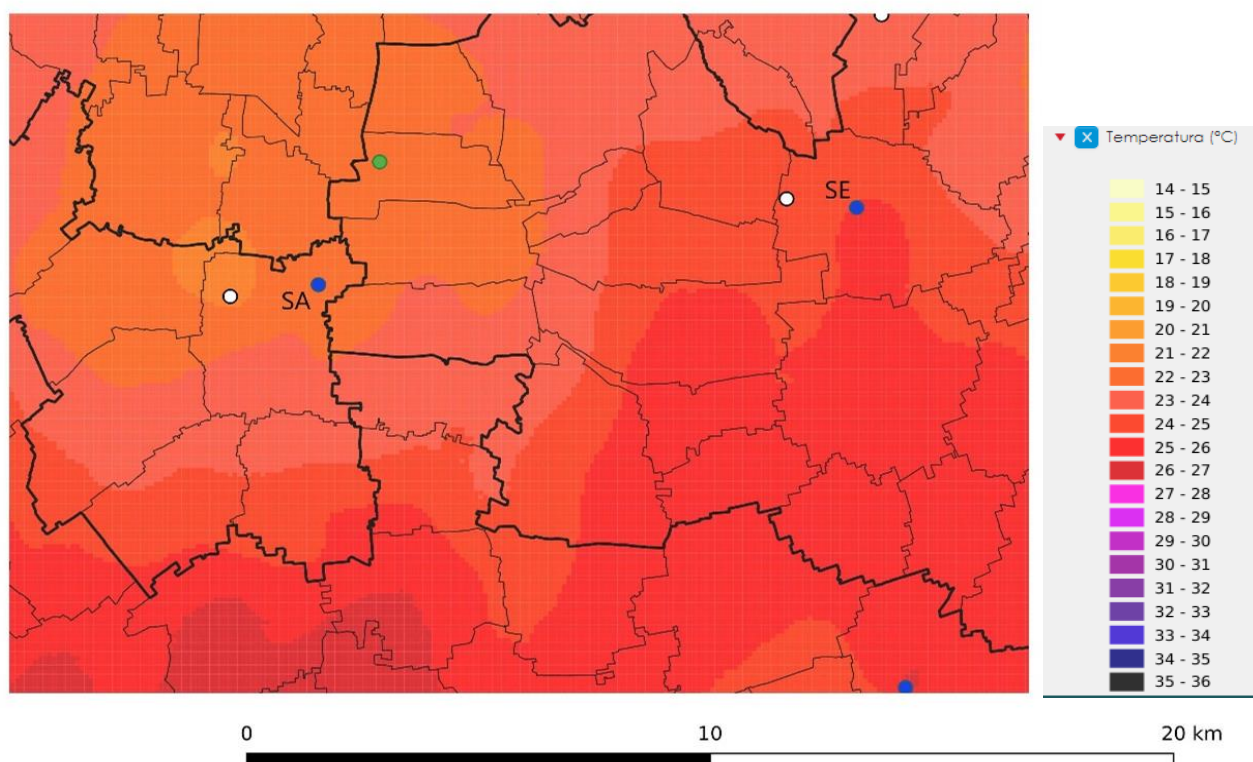 SE
SA
Temperatura (°C)
14 - 15
15 - 16
16 - 17
17 - 18
18 - 19
19 - 20
20 - 21
21 - 22
22 - 23
23 - 24
24 - 25
25 - 26
26 - 27
27 - 28
28 - 29
29 - 30
30 - 31
31 - 32
32 - 33
33 - 34
34 - 35
35 - 36
0 10 20 km